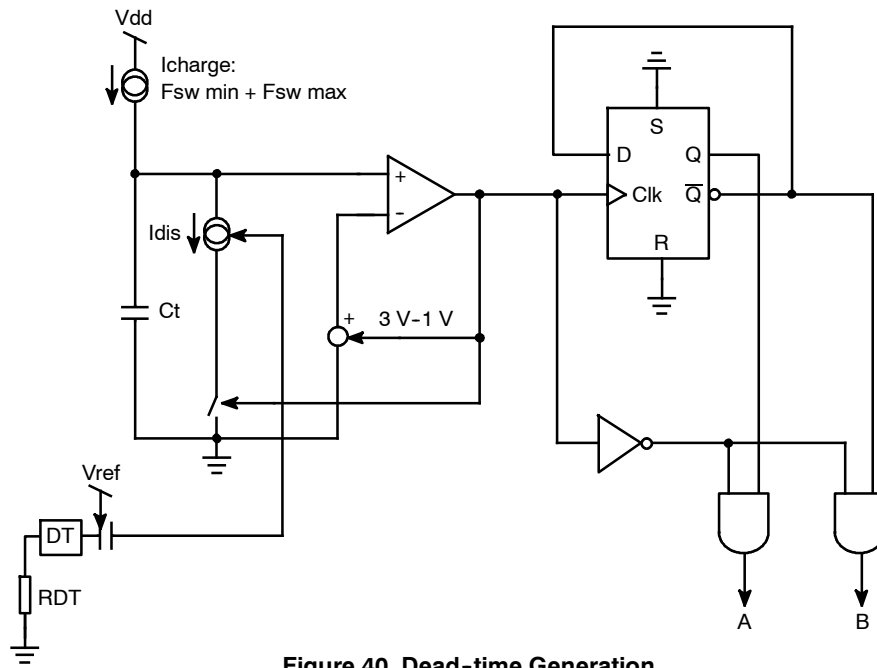 Vdd
Icharge:
Fsw min + Fsw max
S
D
Q
+
Clk
Q
-
Idis
R
+
3 V-1 V
Ct
Vref
DT
RDT
A
B
Figure 40. Dead-time Generation